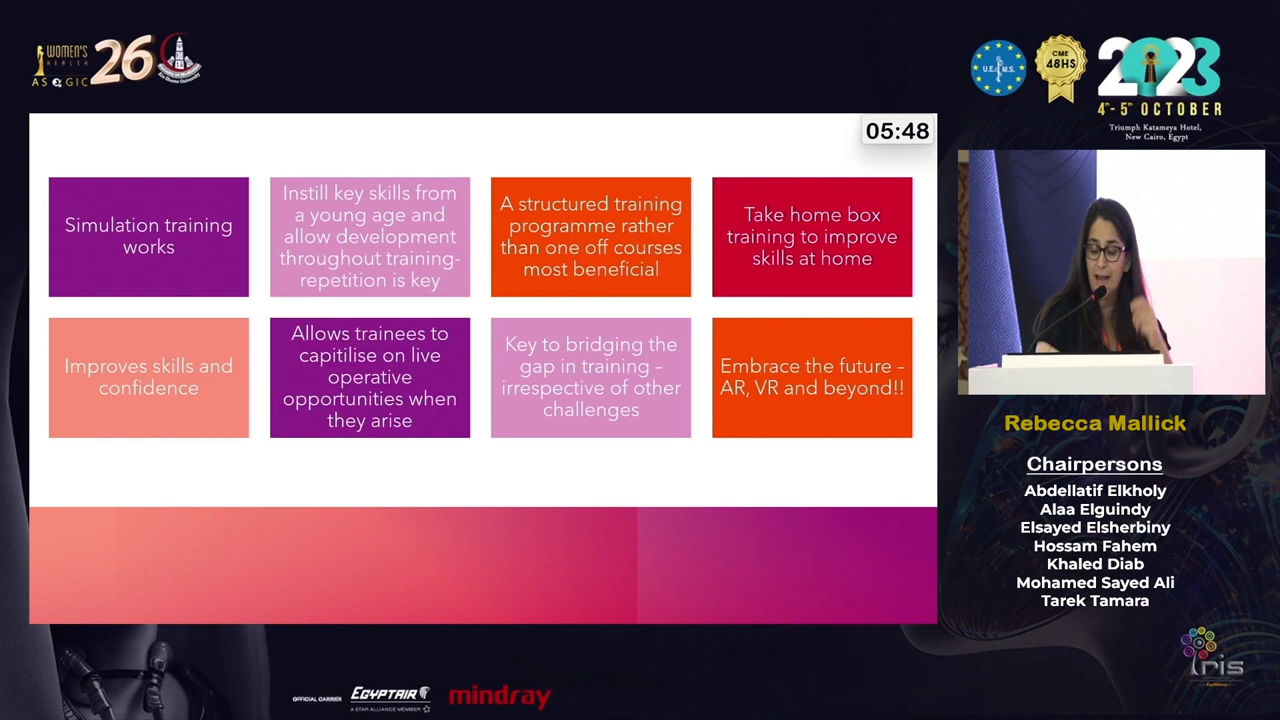 WOMEN'S
HEALTH
ASOGIC
26
U.E.M.S.
CME
48HS
2023
4th- 5th OCTOBER
Triumph Katameya Hotel,
New Cairo, Egypt
05:48
Simulation training
works
Instill key skills from
a young age and
allow development
throughout training-
repetition is key
A structured training
programme rather
than one off courses
most beneficial
Take home box
training to improve
skills at home
Improves skills and
confidence
Allows trainees to
capitilise on live
operative
opportunities when
they arise
Key to bridging the
gap in training –
irrespective of other
challenges
Embrace the future –
AR, VR and beyond!!
Rebecca Mallick
Chairpersons
Abdellatif Elkholy
Alaa Elguindy
Elsayed Elsherbiny
Hossam Fahem
Khaled Diab
Mohamed Sayed Ali
Tarek Tamara
OFFICIAL CARRIER
EGYPTAIR
A STAR ALLIANCE MEMBER
mindray
iris